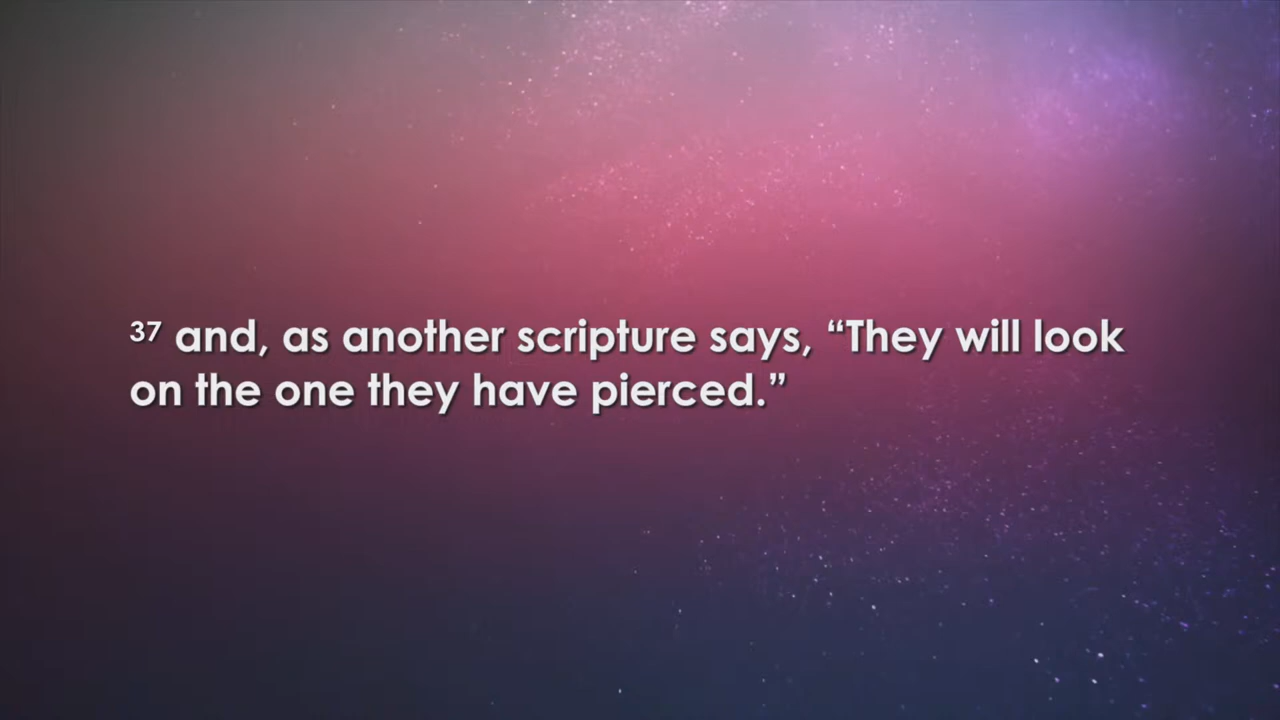 37 and, as another scripture says, “They will look
on the one they have pierced.”